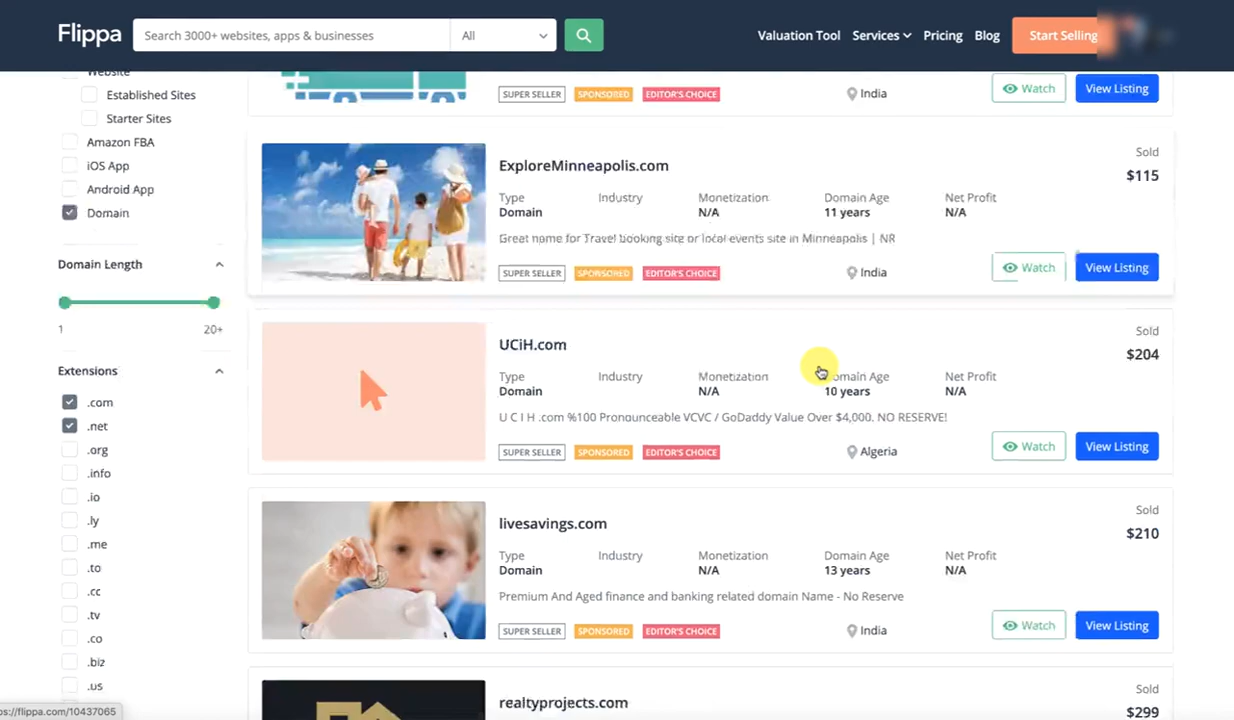 Flippa
Search 3000+ websites, apps & businesses
All
Valuation Tool
Services
Pricing
Blog
Start Selling
Website
Established Sites
Starter Sites
Amazon FBA
iOS App
Android App
Domain
Domain Length
1
20+
Extensions
.com
.net
.org
.info
.io
.ly
.me
.to
.cc
.tv
.co
.biz
.us
SUPER SELLER SPONSORED EDITOR'S CHOICE
India
Watch
View Listing
ExploreMinneapolis.com
Sold
$115
Type Industry Monetization Domain Age Net Profit
Domain N/A 11 years N/A
Great name for Travel booking site or local events site in Minneapolis | NR
SUPER SELLER SPONSORED EDITOR'S CHOICE
India
Watch
View Listing
UCiH.com
Sold
$204
Type Industry Monetization Domain Age Net Profit
Domain N/A 10 years N/A
U C I H .com %100 Pronounceable VCVC / GoDaddy Value Over $4,000. NO RESERVE!
SUPER SELLER SPONSORED EDITOR'S CHOICE
Algeria
Watch
View Listing
livesavings.com
Sold
$210
Type Industry Monetization Domain Age Net Profit
Domain N/A 13 years N/A
Premium And Aged finance and banking related domain Name - No Reserve
SUPER SELLER SPONSORED EDITOR'S CHOICE
India
Watch
View Listing
realtyprojects.com
Sold
$299
ps://flippa.com/10437065